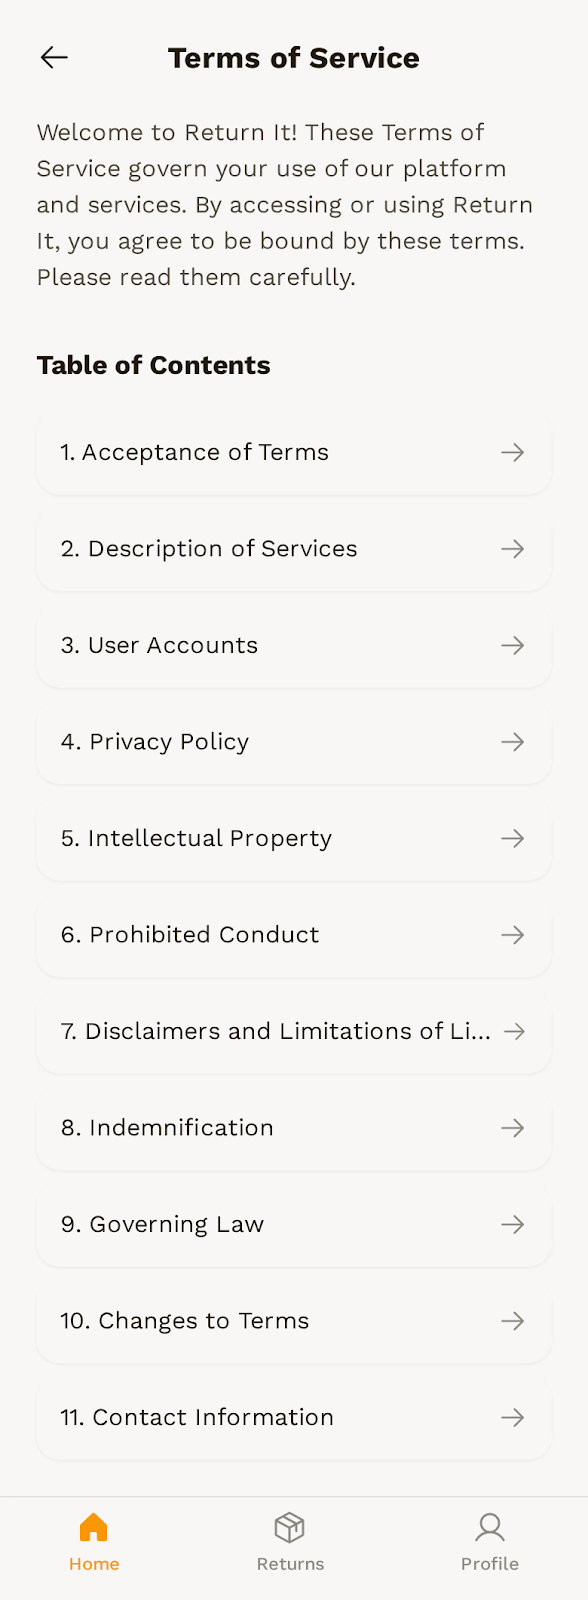 Terms of Service
Welcome to Return It! These Terms of
Service govern your use of our platform
and services. By accessing or using Return
It, you agree to be bound by these terms.
Please read them carefully.
Table of Contents
1. Acceptance of Terms
2. Description of Services
3. User Accounts
4. Privacy Policy
5. Intellectual Property
6. Prohibited Conduct
7. Disclaimers and Limitations of Li...
8. Indemnification
9. Governing Law
10. Changes to Terms
11. Contact Information
Home Returns Profile